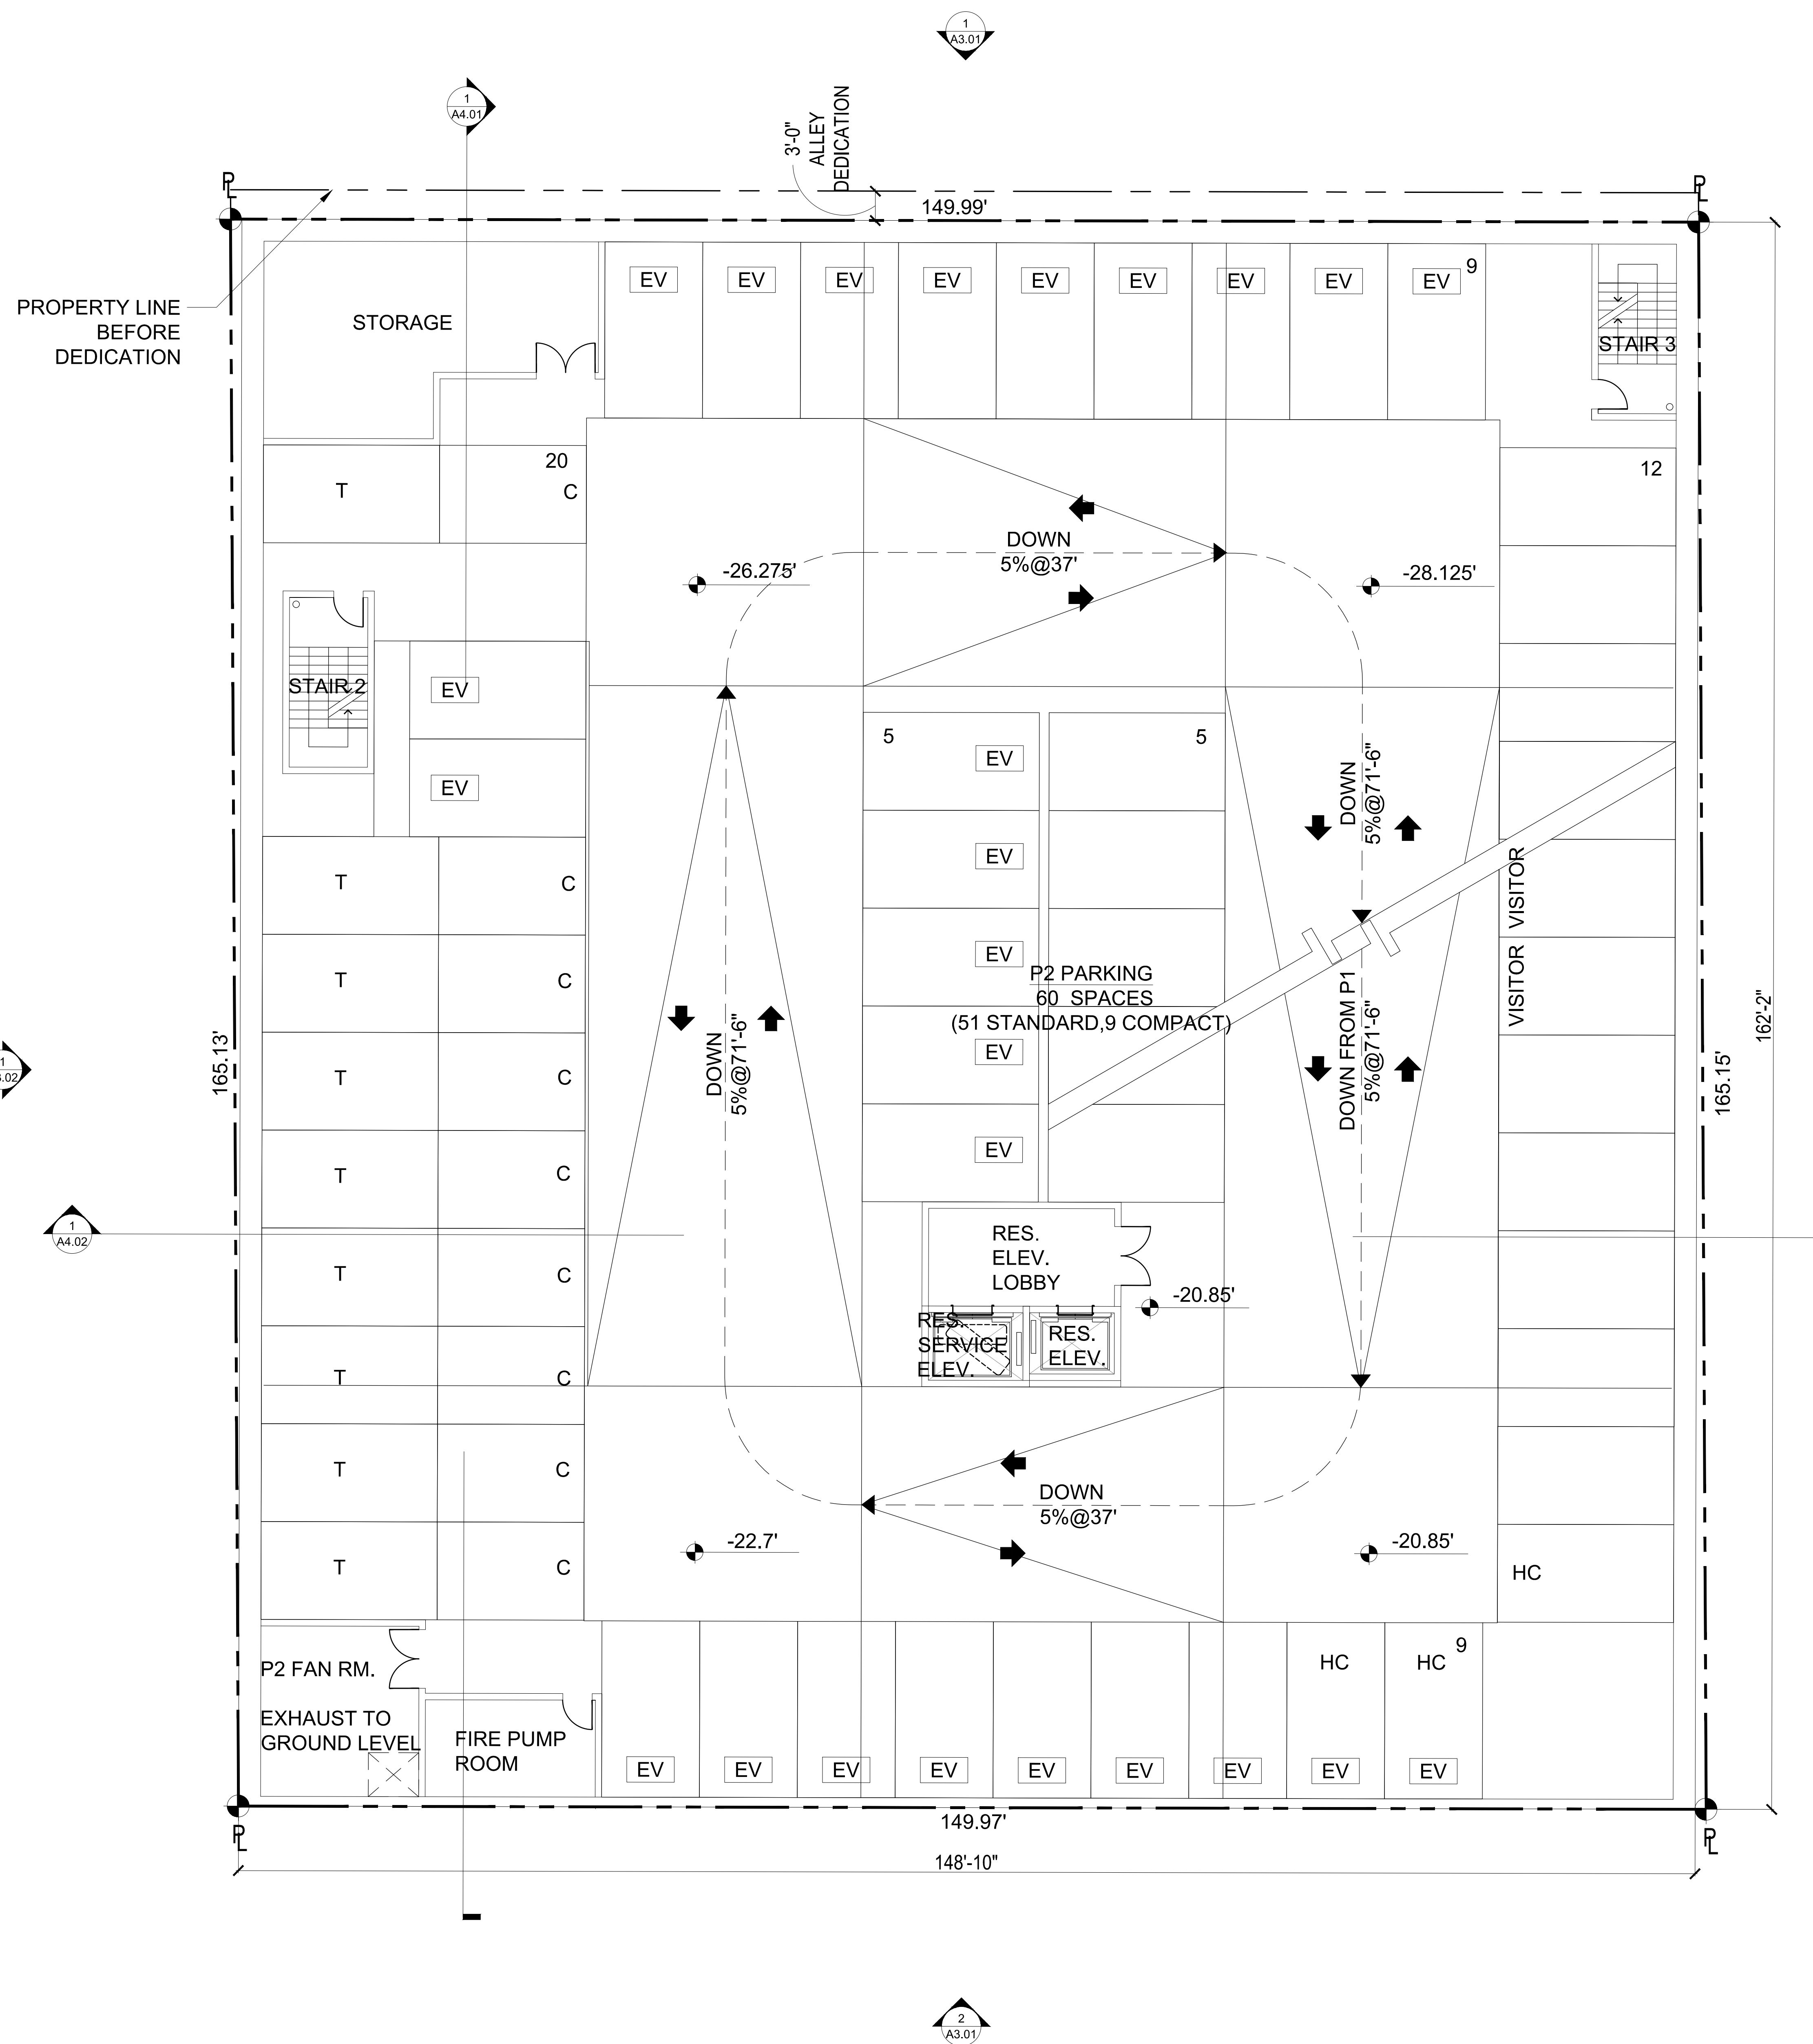 1
A3.01
1
A4.01
3'-0"
ALLEY
DEDICATION
PL
PL
149.99'
PROPERTY LINE
BEFORE
DEDICATION
STORAGE
EV
EV
EV
EV
EV
EV
EV
EV
EV
9
STAIR 3
T
20
C
12
DOWN
5%@37'
-26.275'
-28.125'
STAIR 2
EV
EV
5
5
EV
EV
EV
EV
EV
DOWN
5%@71'-6"
VISITOR
VISITOR
P2 PARKING
60 SPACES
(51 STANDARD,9 COMPACT)
DOWN FROM P1
5%@71'-6"
DOWN
5%@71'-6"
T
C
T
C
T
C
T
C
T
C
T
C
T
C
T
C
165.13'
165.15'
162'-2"
1
A4.02
RES.
ELEV.
LOBBY
-20.85'
RES.
SERVICE
ELEV.
RES.
ELEV.
DOWN
5%@37'
-22.7'
-20.85'
HC
P2 FAN RM.
EXHAUST TO
GROUND LEVEL
FIRE PUMP
ROOM
HC
HC
9
EV
EV
EV
EV
EV
EV
EV
EV
EV
PL
PL
149.97'
148'-10"
2
A3.01